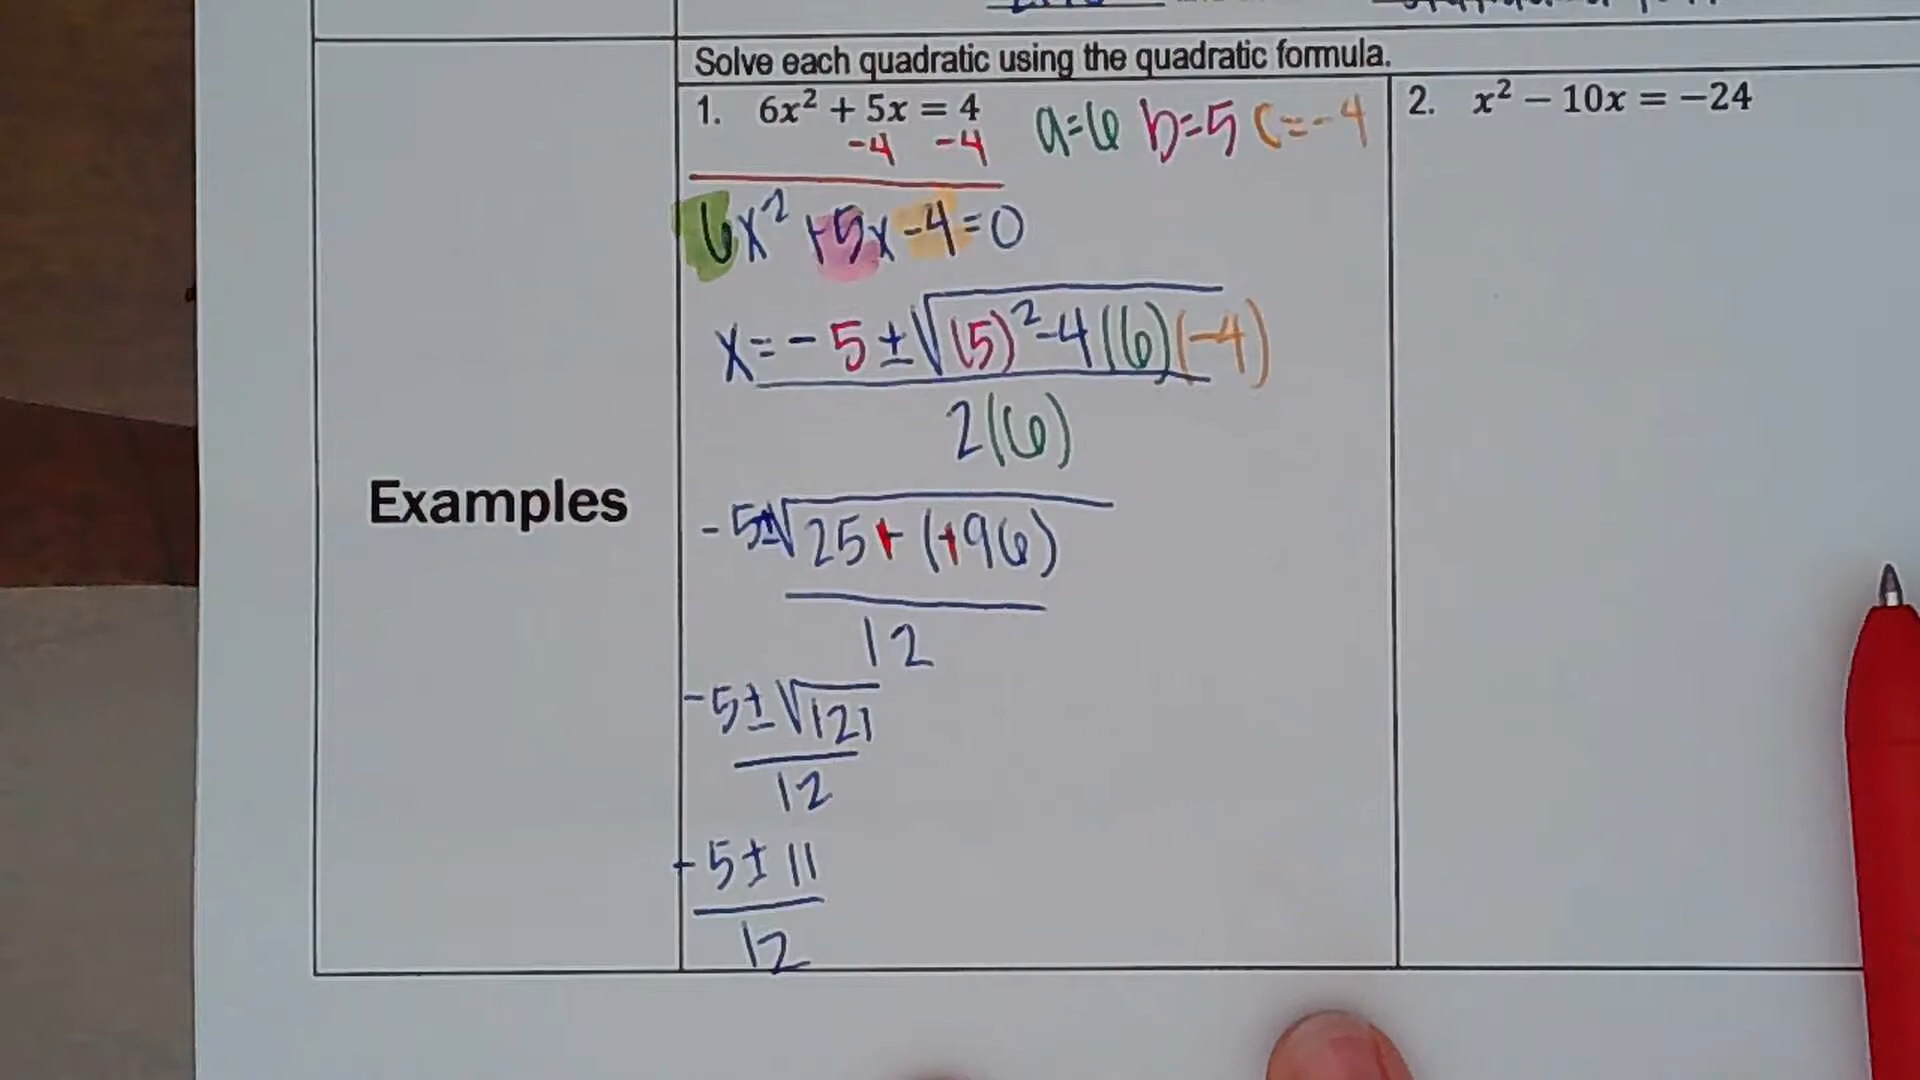 Solve each quadratic using the quadratic formula.
1. 6x² + 5x = 4
-4 -4
a=6 b=5 c=-4
6x² +5x-4=0
x=-5±√(5)²-4(6)(-4)
2(6)
-5±√25+(+96)
12
-5±√121
12
-5±11
12
Examples
2. x² − 10x = −24